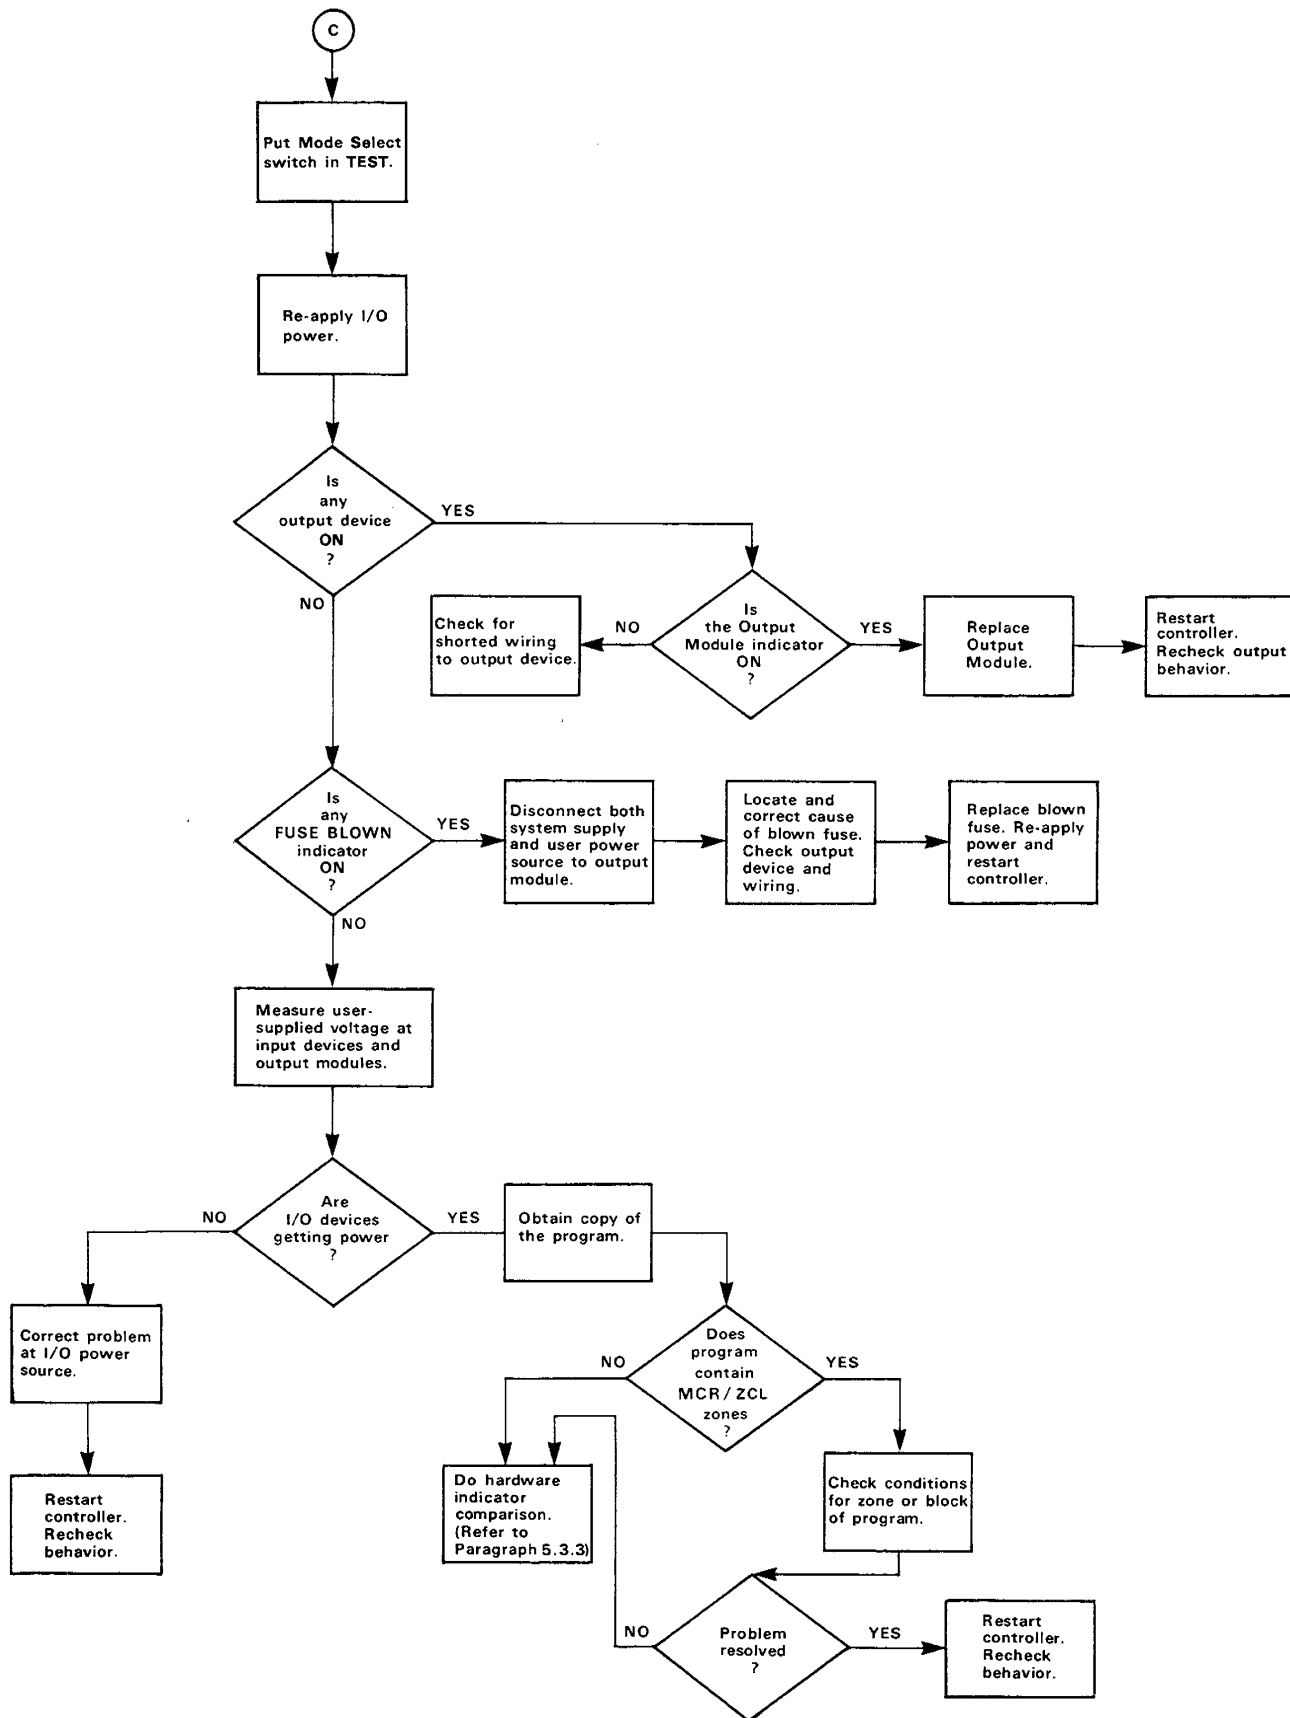 C
Put Mode Select
switch in TEST.
Re-apply I/O
power.
Is
any
output device
ON
?
YES
NO
Is
the Output
Module indicator
ON
?
NO
YES
Check for
shorted wiring
to output device.
Replace
Output
Module.
Restart
controller.
Recheck output
behavior.
Is
any
FUSE BLOWN
indicator
ON
?
YES
NO
Disconnect both
system supply
and user power
source to output
module.
Locate and
correct cause
of blown fuse.
Check output
device and
wiring.
Replace blown
fuse. Re-apply
power and
restart
controller.
Measure user-
supplied voltage at
input devices and
output modules.
Are
I/O devices
getting power
?
NO
YES
Correct problem
at I/O power
source.
Restart
controller.
Recheck
behavior.
Obtain copy of
the program.
Does
program
contain
MCR/ZCL
zones
?
NO
YES
Do hardware
indicator
comparison.
(Refer to
Paragraph 5.3.3)
Check conditions
for zone or block
of program.
Problem
resolved
?
NO
YES
Restart
controller.
Recheck
behavior.